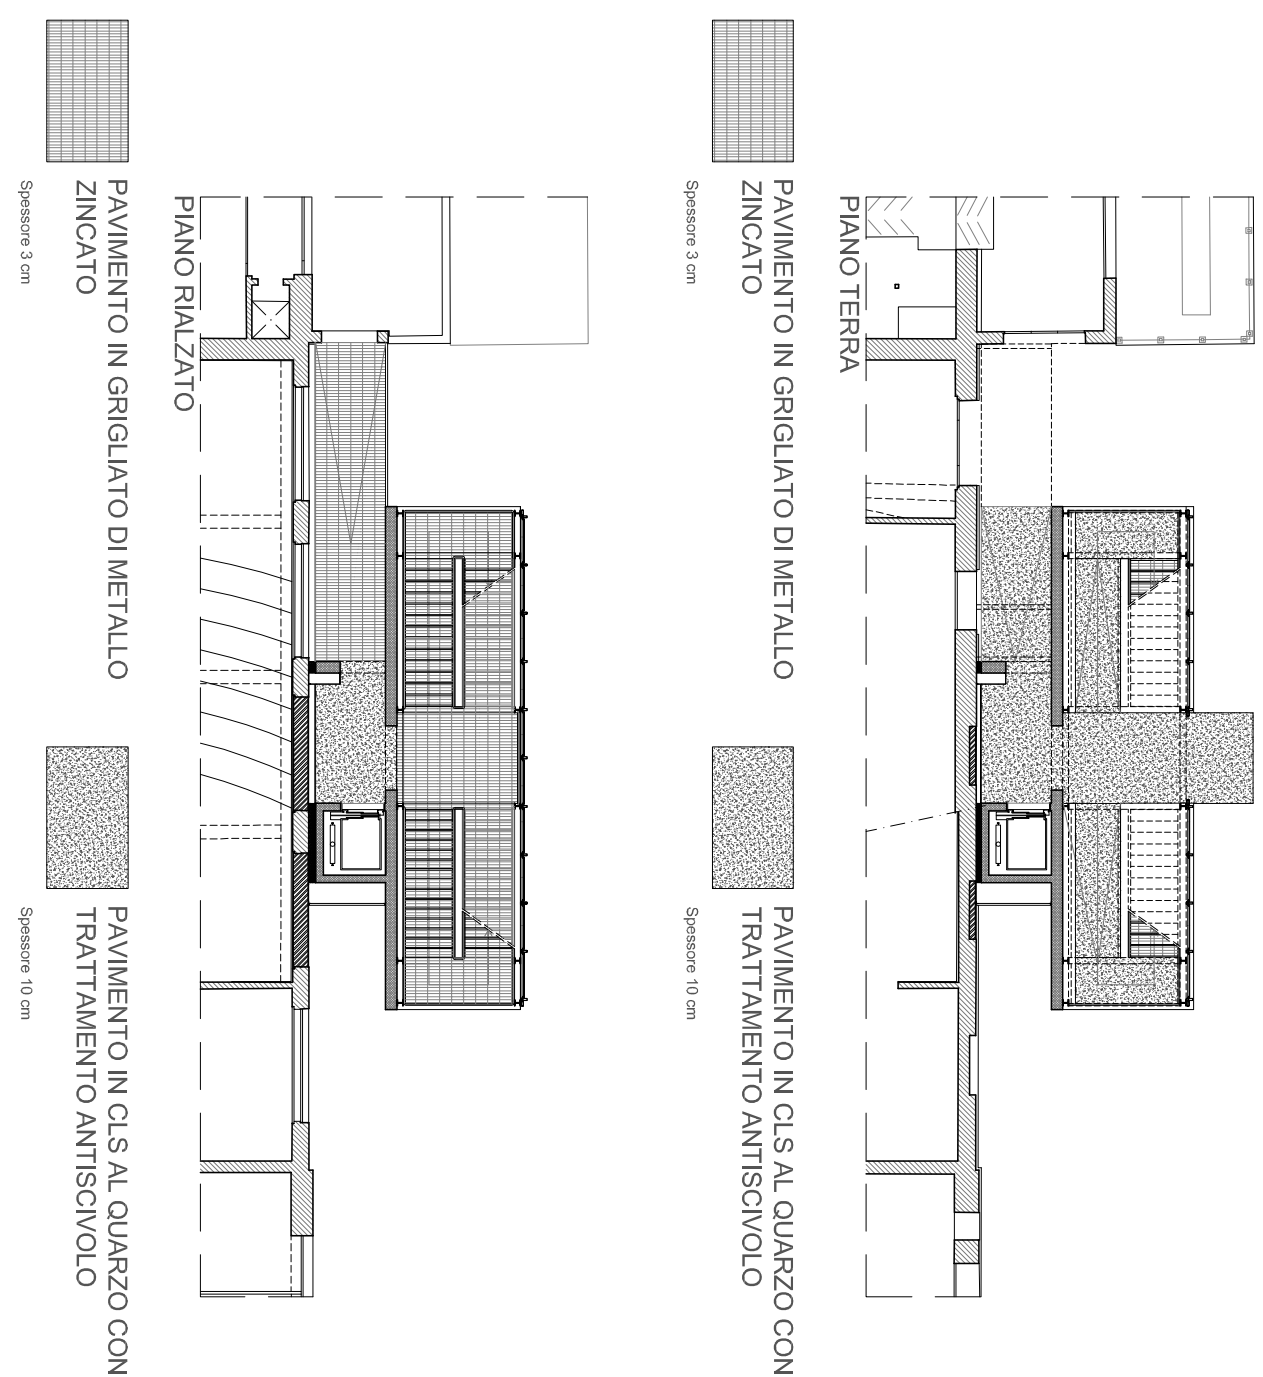 PIANO TERRA
PAVIMENTO IN GRIGLIATO DI METALLO
ZINCATO
Spessore 3 cm
PAVIMENTO IN CLS AL QUARZO CON
TRATTAMENTO ANTISCIVOLO
Spessore 10 cm
PIANO RIALZATO
PAVIMENTO IN GRIGLIATO DI METALLO
ZINCATO
Spessore 3 cm
PAVIMENTO IN CLS AL QUARZO CON
TRATTAMENTO ANTISCIVOLO
Spessore 10 cm